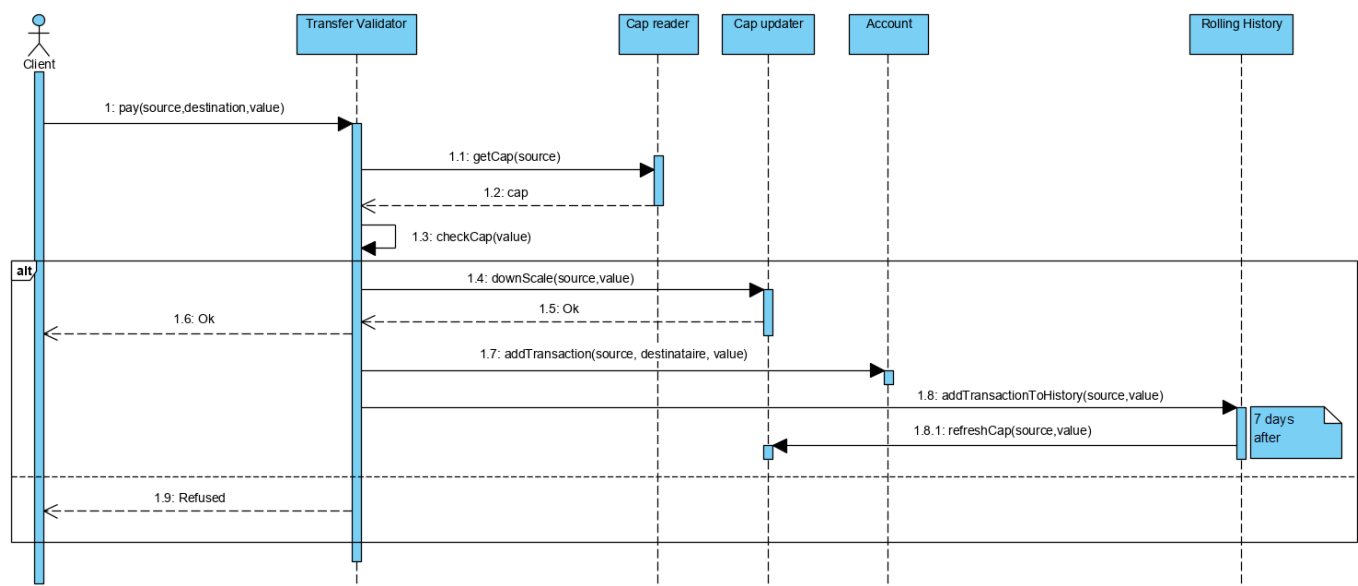 Transfer Validator
Cap reader
Cap updater
Account
Rolling History
Client
1: pay(source,destination,value)
1.1: getCap(source)
1.2: cap
1.3: checkCap(value)
alt
1.4: downScale(source,value)
1.5: Ok
1.6: Ok
1.7: addTransaction(source, destinataire, value)
1.8: addTransactionToHistory(source,value)
7 days
after
1.8.1: refreshCap(source,value)
1.9: Refused